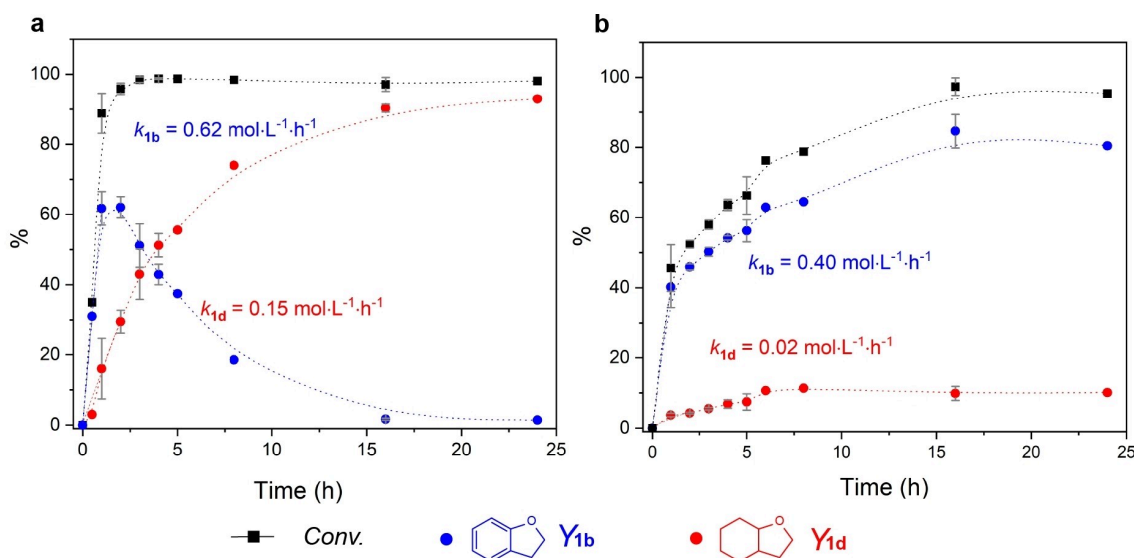 a
b
%
100
80
60
40
20
0
k1b = 0.62 mol·L-1·h-1
k1d = 0.15 mol·L-1·h-1
0 5 10 15 20 25
Time (h)
%
100
80
60
40
20
0
k1b = 0.40 mol·L-1·h-1
k1d = 0.02 mol·L-1·h-1
0 5 10 15 20 25
Time (h)
Conv. O Y1b O Y1d